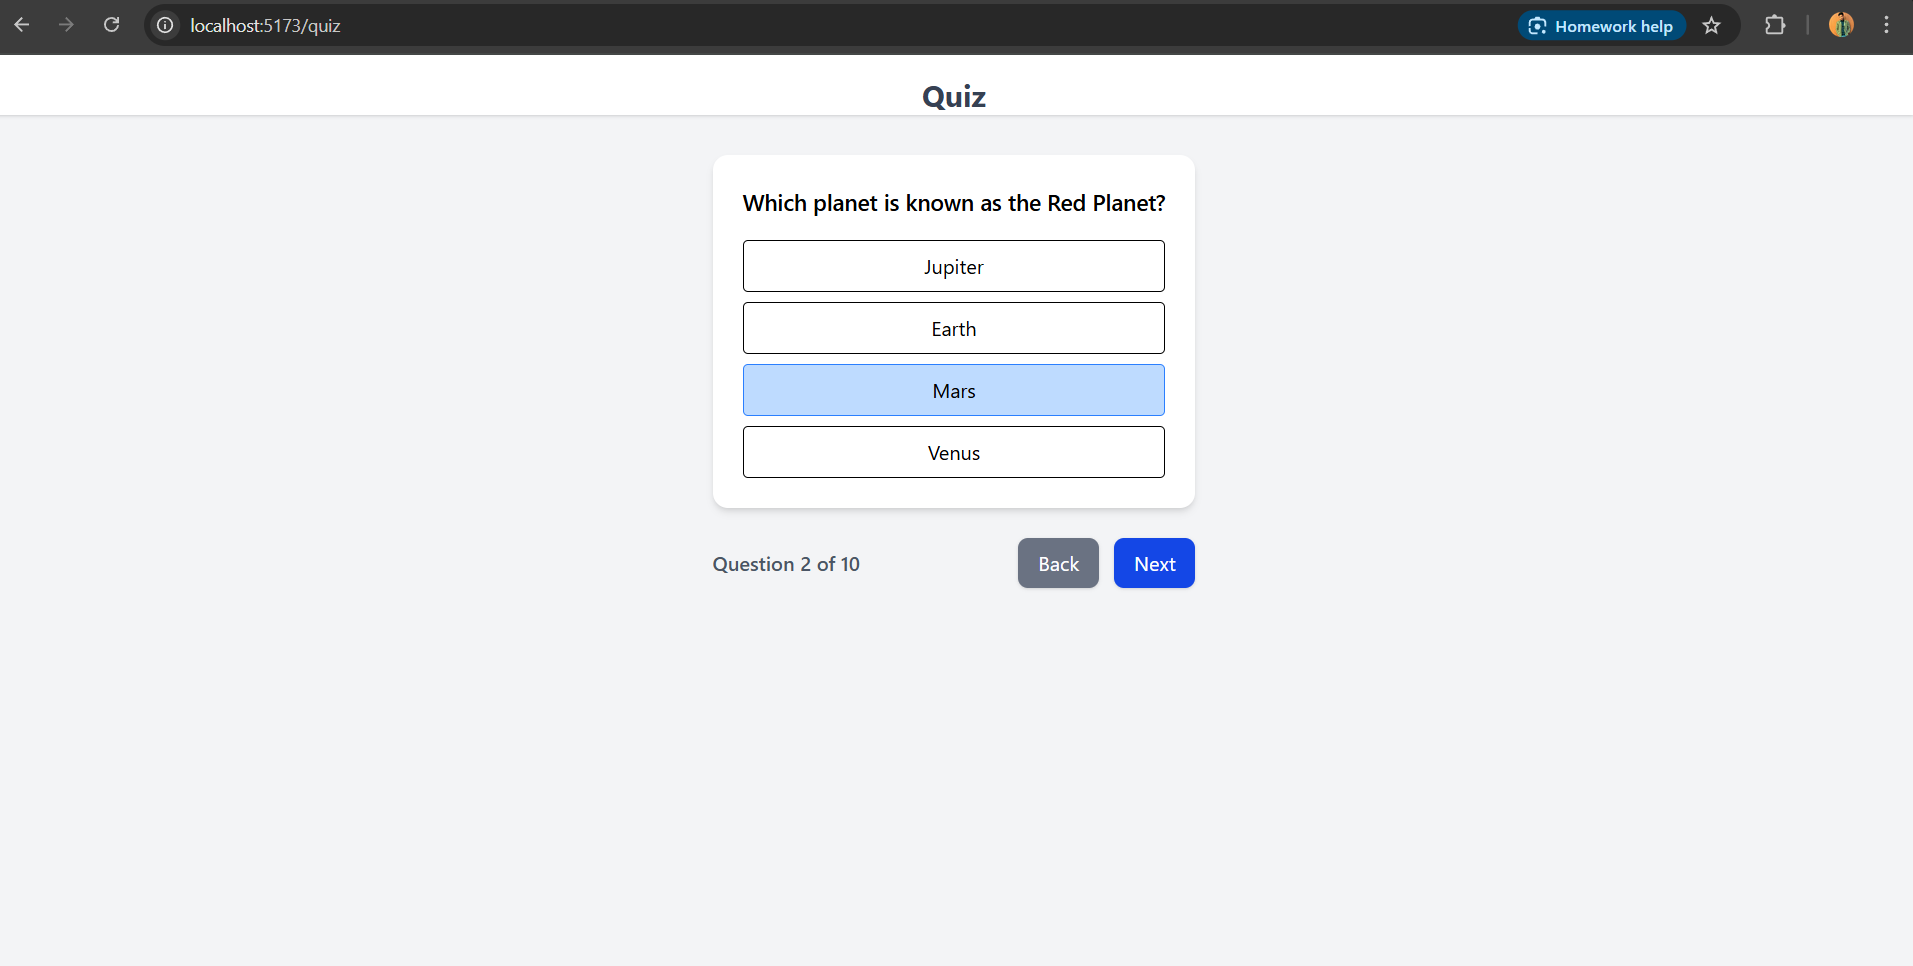 localhost:5173/quiz
Homework help
Quiz
Which planet is known as the Red Planet?
Jupiter
Earth
Mars
Venus
Question 2 of 10
Back
Next